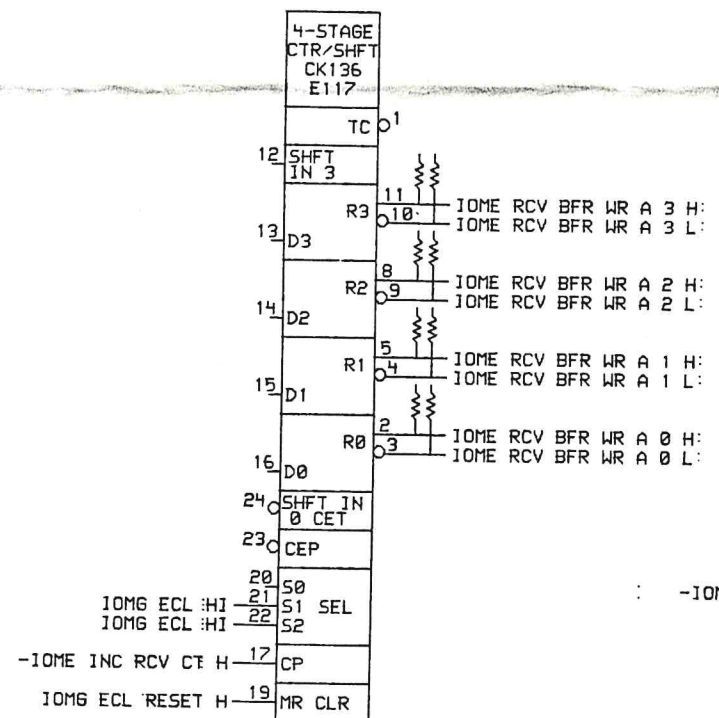 4-STAGE
CTR/SHFT
CK136
E117
TC 1
12 SHFT
IN 3
R3 11 IOME RCV BFR WR A 3 H:
10 IOME RCV BFR WR A 3 L:
13 D3
R2 8 IOME RCV BFR WR A 2 H:
9 IOME RCV BFR WR A 2 L:
14 D2
R1 5 IOME RCV BFR WR A 1 H:
4 IOME RCV BFR WR A 1 L:
15 D1
R0 2 IOME RCV BFR WR A 0 H:
3 IOME RCV BFR WR A 0 L:
16 D0
24 SHFT IN
0 CET
23 CEP
20 S0
IOMG ECL HI 21 S1 SEL
IOMG ECL HI 22 S2
: -IOM
-IOME INC RCV CT H 17 CP
IOMG ECL RESET H 19 MR CLR